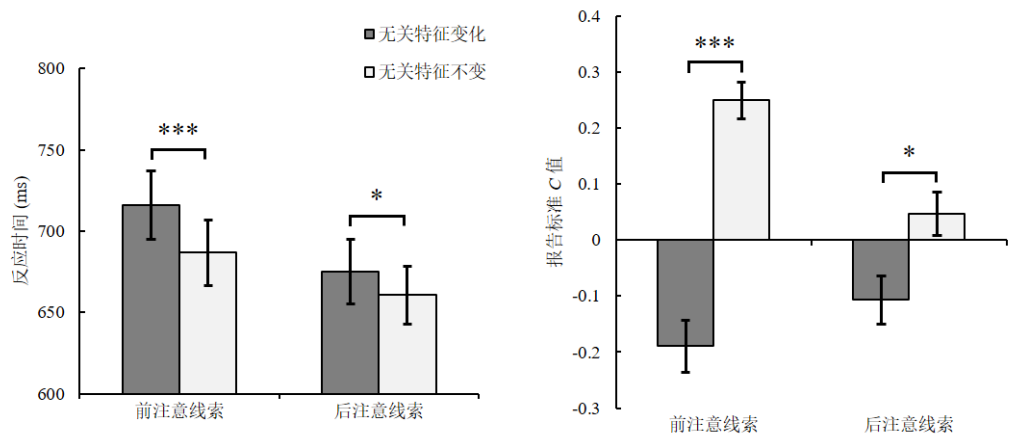 无关特征变化
无关特征不变
800
750
700
650
600
反应时间 (ms)
***
*
前注意线索
后注意线索
0.4
0.3
0.2
0.1
0
-0.1
-0.2
-0.3
报告标准 C 值
***
*
前注意线索
后注意线索